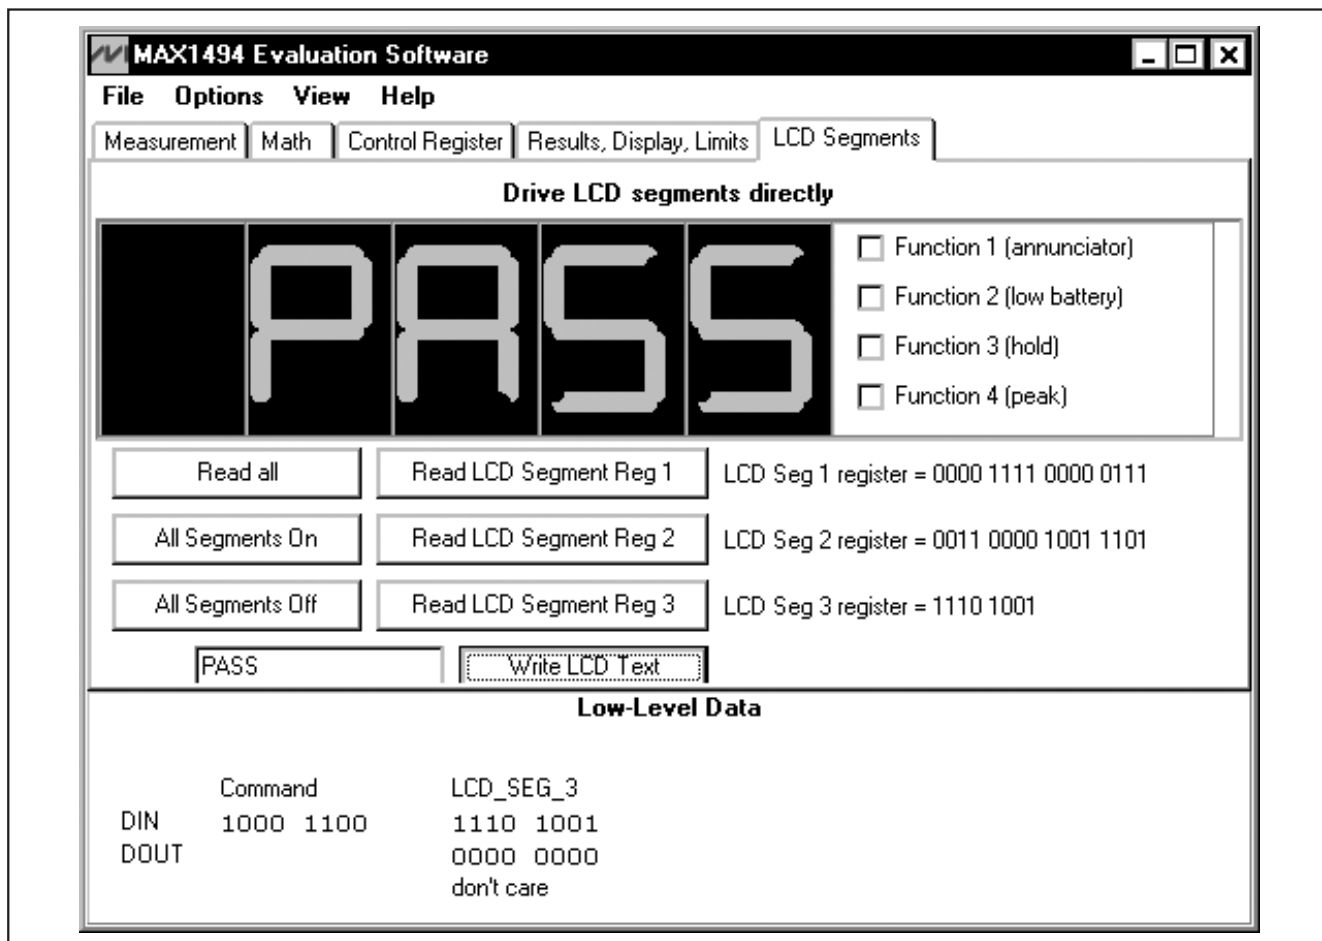 MAX1494 Evaluation Software
File Options View Help
Measurement Math Control Register Results, Display, Limits LCD Segments
Drive LCD segments directly
PASS
Function 1 (annunciator)
Function 2 (low battery)
Function 3 (hold)
Function 4 (peak)
Read all Read LCD Segment Reg 1 LCD Seg 1 register = 0000 1111 0000 0111
All Segments On Read LCD Segment Reg 2 LCD Seg 2 register = 0011 0000 1001 1101
All Segments Off Read LCD Segment Reg 3 LCD Seg 3 register = 1110 1001
PASS Write LCD Text
Low-Level Data
Command LCD_SEG_3
DIN 1000 1100 1110 1001
DOUT 0000 0000
don't care